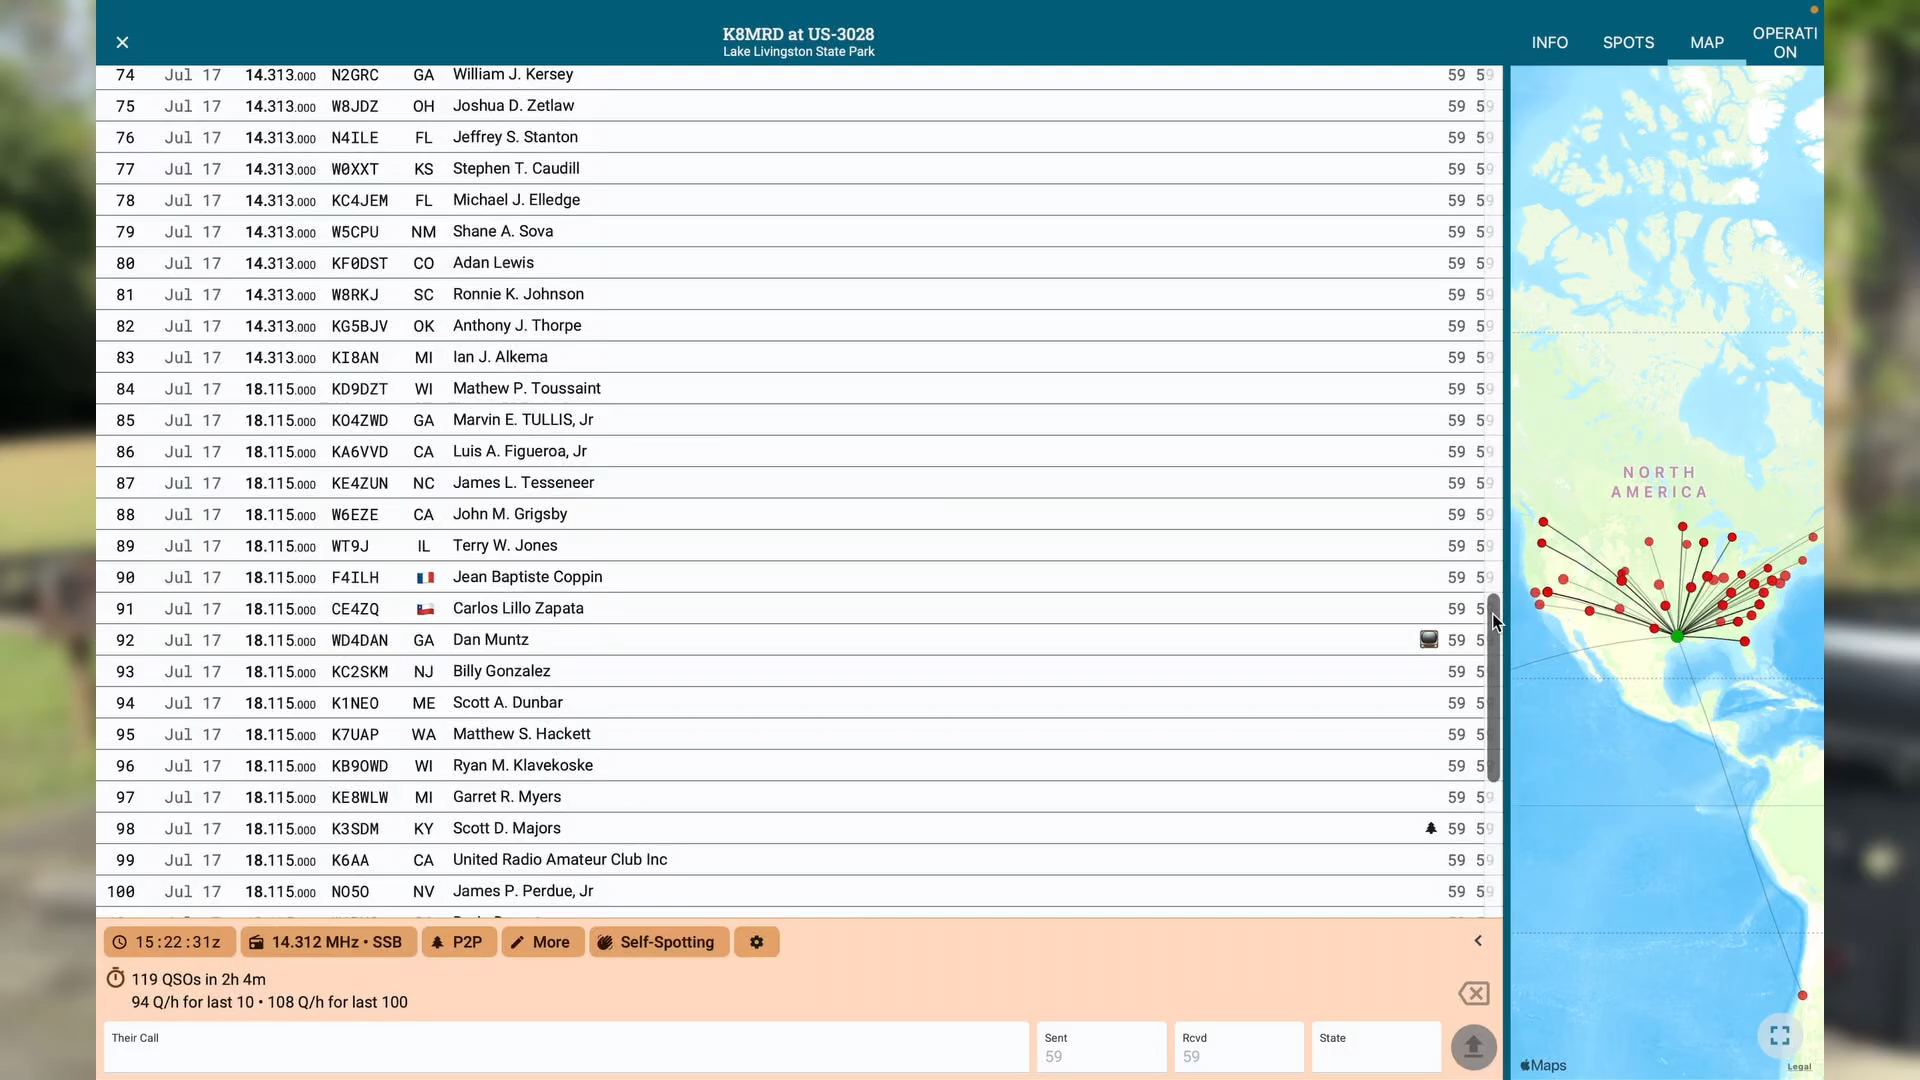 K8MRD at US-3028
Lake Livingston State Park
INFO
SPOTS
MAP
OPERATI
ON
74 Jul 17 14.313.000 N2GRC GA William J. Kersey 59 59
75 Jul 17 14.313.000 W8JDZ OH Joshua D. Zetlaw 59 59
76 Jul 17 14.313.000 N4ILE FL Jeffrey S. Stanton 59 59
77 Jul 17 14.313.000 W0XXT KS Stephen T. Caudill 59 59
78 Jul 17 14.313.000 KC4JEM FL Michael J. Elledge 59 59
79 Jul 17 14.313.000 W5CPU NM Shane A. Sova 59 59
80 Jul 17 14.313.000 KF0DST CO Adan Lewis 59 59
81 Jul 17 14.313.000 W8RKJ SC Ronnie K. Johnson 59 59
82 Jul 17 14.313.000 KG5BJV OK Anthony J. Thorpe 59 59
83 Jul 17 14.313.000 KI8AN MI Ian J. Alkema 59 59
84 Jul 17 18.115.000 KD9DZT WI Mathew P. Toussaint 59 59
85 Jul 17 18.115.000 KO4ZWD GA Marvin E. TULLIS, Jr 59 59
86 Jul 17 18.115.000 KA6VVD CA Luis A. Figueroa, Jr 59 59
87 Jul 17 18.115.000 KE4ZUN NC James L. Tesseneer 59 59
88 Jul 17 18.115.000 W6EZE CA John M. Grigsby 59 59
89 Jul 17 18.115.000 WT9J IL Terry W. Jones 59 59
90 Jul 17 18.115.000 F4ILH Jean Baptiste Coppin 59 59
91 Jul 17 18.115.000 CE4ZQ Carlos Lillo Zapata 59 59
92 Jul 17 18.115.000 WD4DAN GA Dan Muntz 59 59
93 Jul 17 18.115.000 KC2SKM NJ Billy Gonzalez 59 59
94 Jul 17 18.115.000 K1NEO ME Scott A. Dunbar 59 59
95 Jul 17 18.115.000 K7UAP WA Matthew S. Hackett 59 59
96 Jul 17 18.115.000 KB9OWD WI Ryan M. Klavekoske 59 59
97 Jul 17 18.115.000 KE8WLW MI Garret R. Myers 59 59
98 Jul 17 18.115.000 K3SDM KY Scott D. Majors 59 59
99 Jul 17 18.115.000 K6AA CA United Radio Amateur Club Inc 59 59
100 Jul 17 18.115.000 NO5O NV James P. Perdue, Jr 59 59
NORTH
AMERICA
15:22:31z
14.312 MHz • SSB
P2P
More
Self-Spotting
119 QSOs in 2h 4m
94 Q/h for last 10 • 108 Q/h for last 100
Their Call
Sent
59
Rcvd
59
State
Maps
Legal